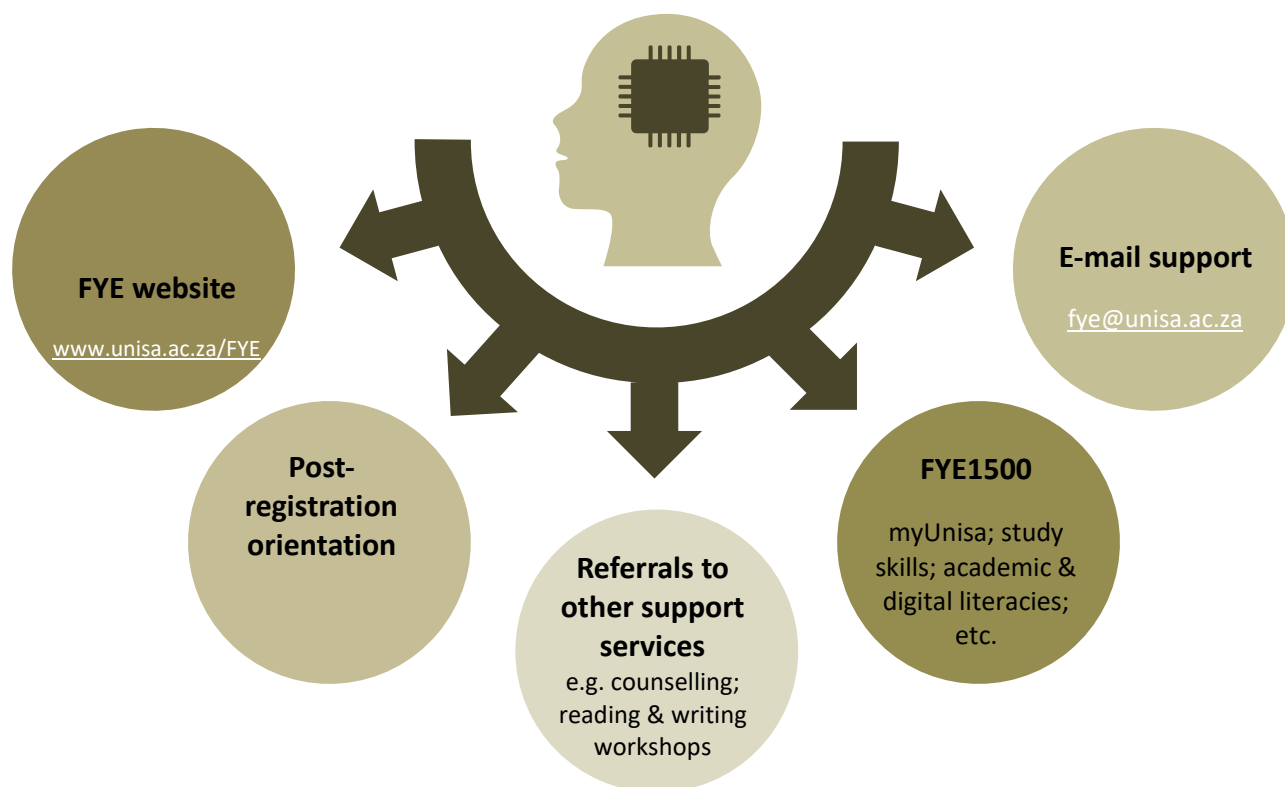 FYE website
www.unisa.ac.za/FYE
Post-
registration
orientation
Referrals to
other support
services
e.g. counselling;
reading & writing
workshops
FYE1500
myUnisa; study
skills; academic &
digital literacies;
etc.
E-mail support
fye@unisa.ac.za